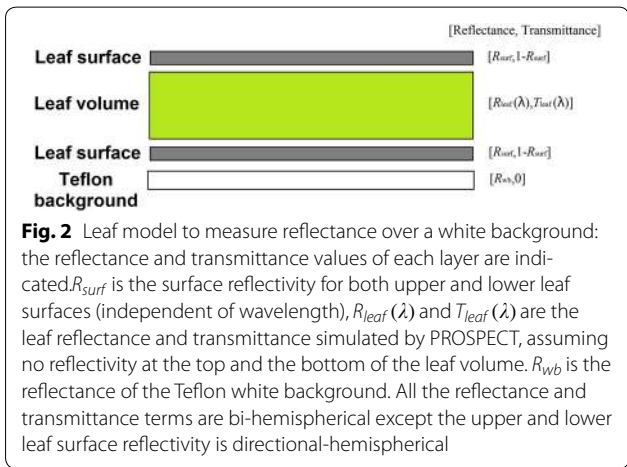 [Reflectance, Transmittance]
Leaf surface [Rsurf,1-Rsurf]
Leaf volume [Rleaf(λ),Tleaf(λ)]
Leaf surface [Rsurf,1-Rsurf]
Teflon
background [Rwb,0]
Fig. 2 Leaf model to measure reflectance over a white background:
the reflectance and transmittance values of each layer are indi-
cated.Rsurf is the surface reflectivity for both upper and lower leaf
surfaces (independent of wavelength), Rleaf (λ) and Tleaf (λ) are the
leaf reflectance and transmittance simulated by PROSPECT, assuming
no reflectivity at the top and the bottom of the leaf volume. Rwb is the
reflectance of the Teflon white background. All the reflectance and
transmittance terms are bi-hemispherical except the upper and lower
leaf surface reflectivity is directional-hemispherical